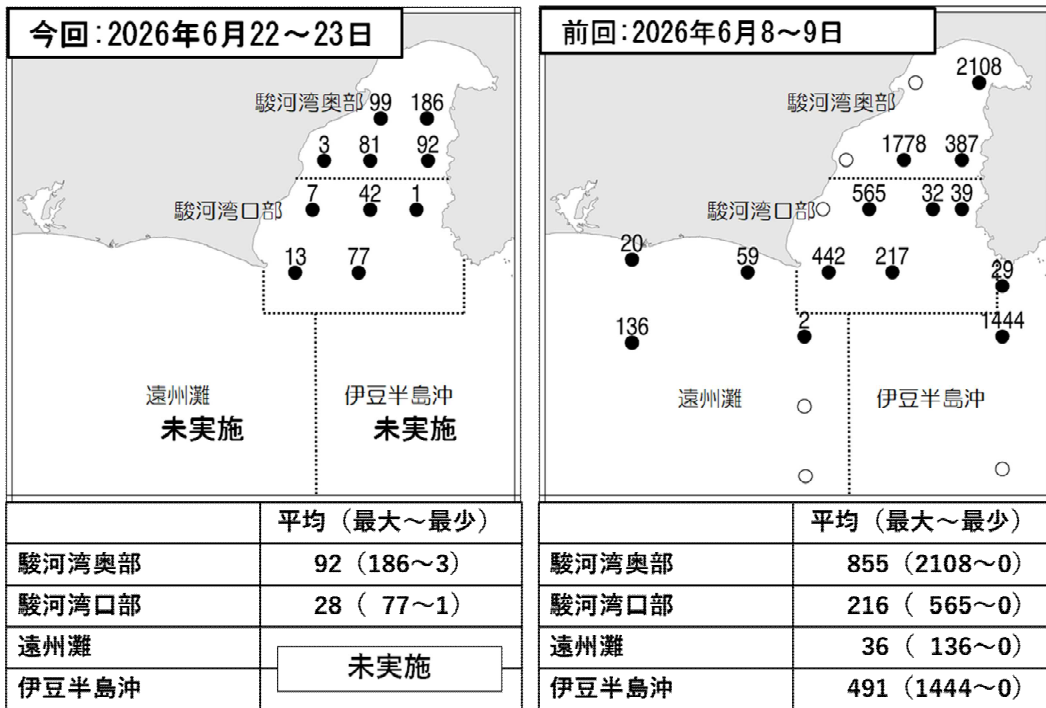 今回：2026年6月22～23日
駿河湾奥部
99
186
3
81
92
駿河湾口部
7
42
1
13
77
遠州灘
未実施
伊豆半島沖
未実施
平均（最大～最少）
駿河湾奥部 92（186～3）
駿河湾口部 28（ 77～1）
遠州灘
未実施
伊豆半島沖
前回：2026年6月8～9日
2108
駿河湾奥部
1778
387
駿河湾口部
565
32
39
20
59
442
217
29
136
2
1444
遠州灘
伊豆半島沖
平均（最大～最少）
駿河湾奥部 855（2108～0）
駿河湾口部 216（ 565～0）
遠州灘 36（ 136～0）
伊豆半島沖 491（1444～0）